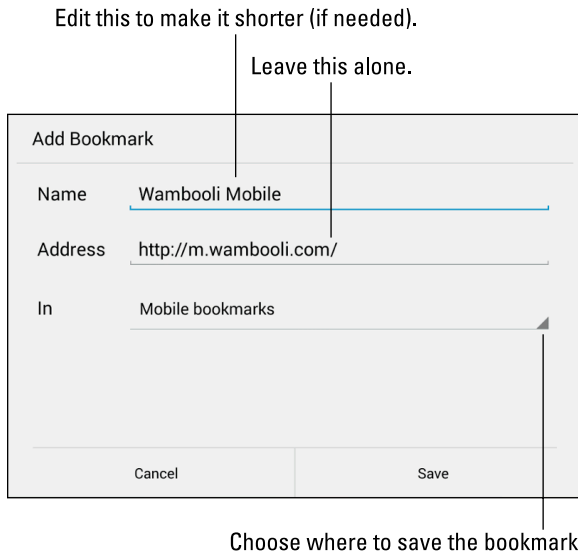 Edit this to make it shorter (if needed).
Leave this alone.
Add Bookmark
Name Wambooli Mobile
Address http://m.wambooli.com/
In Mobile bookmarks
Cancel Save
Choose where to save the bookmark